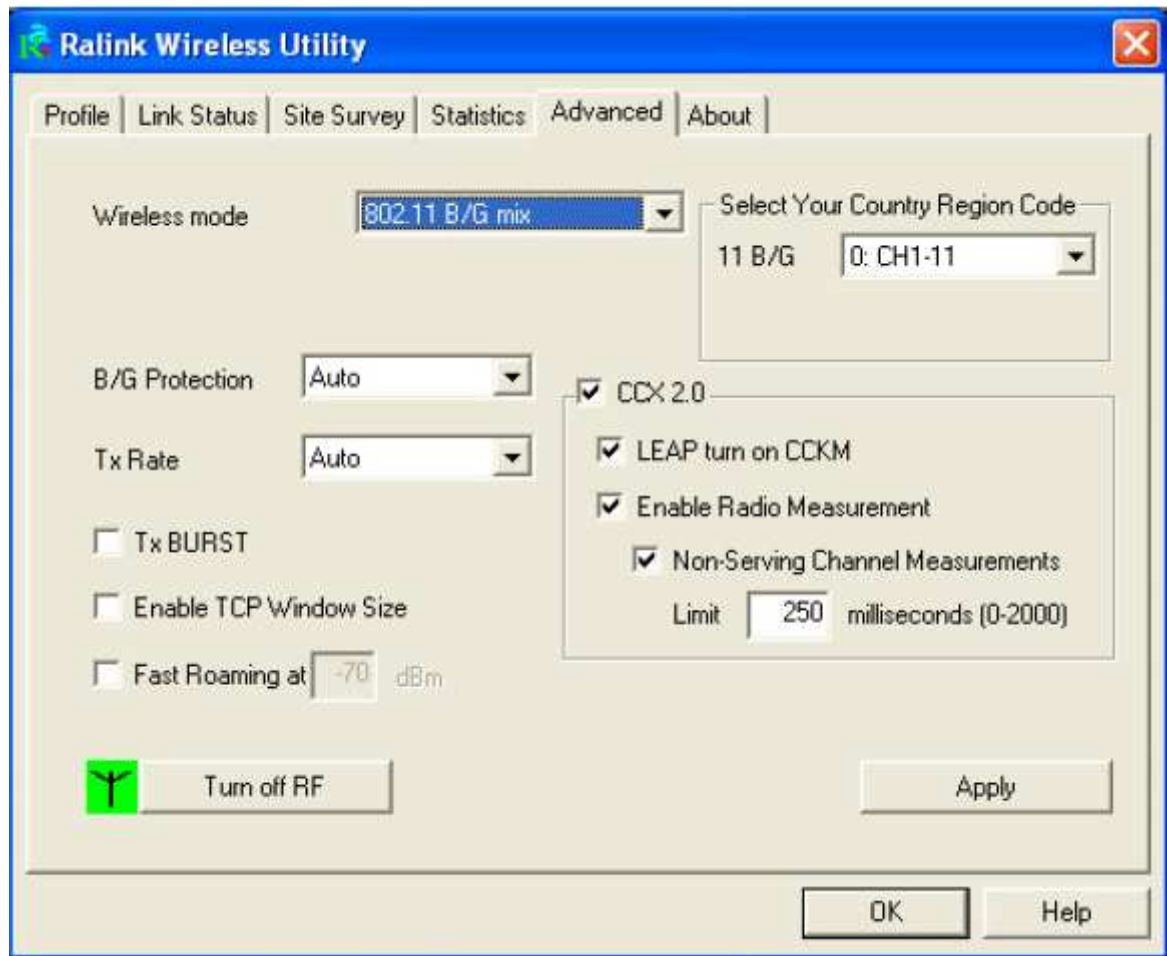 Ralink Wireless Utility
Profile
Link Status
Site Survey
Statistics
Advanced
About
Wireless mode
802.11 B/G mix
Select Your Country Region Code
11 B/G
0: CH1-11
B/G Protection
Auto
Tx Rate
Auto
Tx BURST
Enable TCP Window Size
Fast Roaming at -70 dBm
CCX 2.0
LEAP turn on CCKM
Enable Radio Measurement
Non-Serving Channel Measurements
Limit 250 milliseconds (0-2000)
Turn off RF
Apply
OK
Help